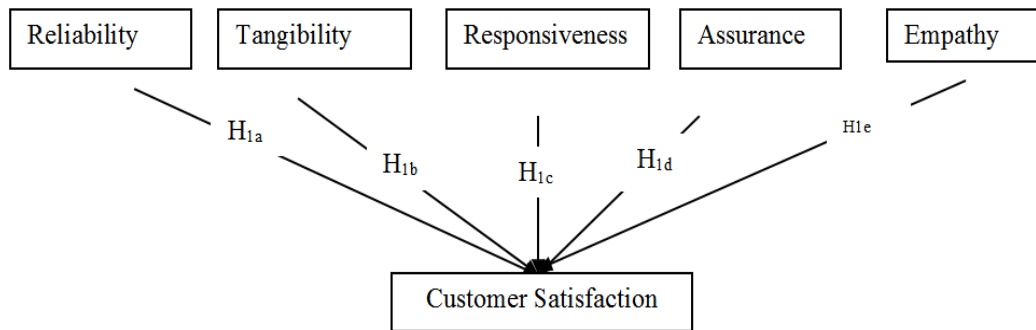 Reliability
Tangibility
Responsiveness
Assurance
Empathy
H1a
H1b
H1c
H1d
H1e
Customer Satisfaction